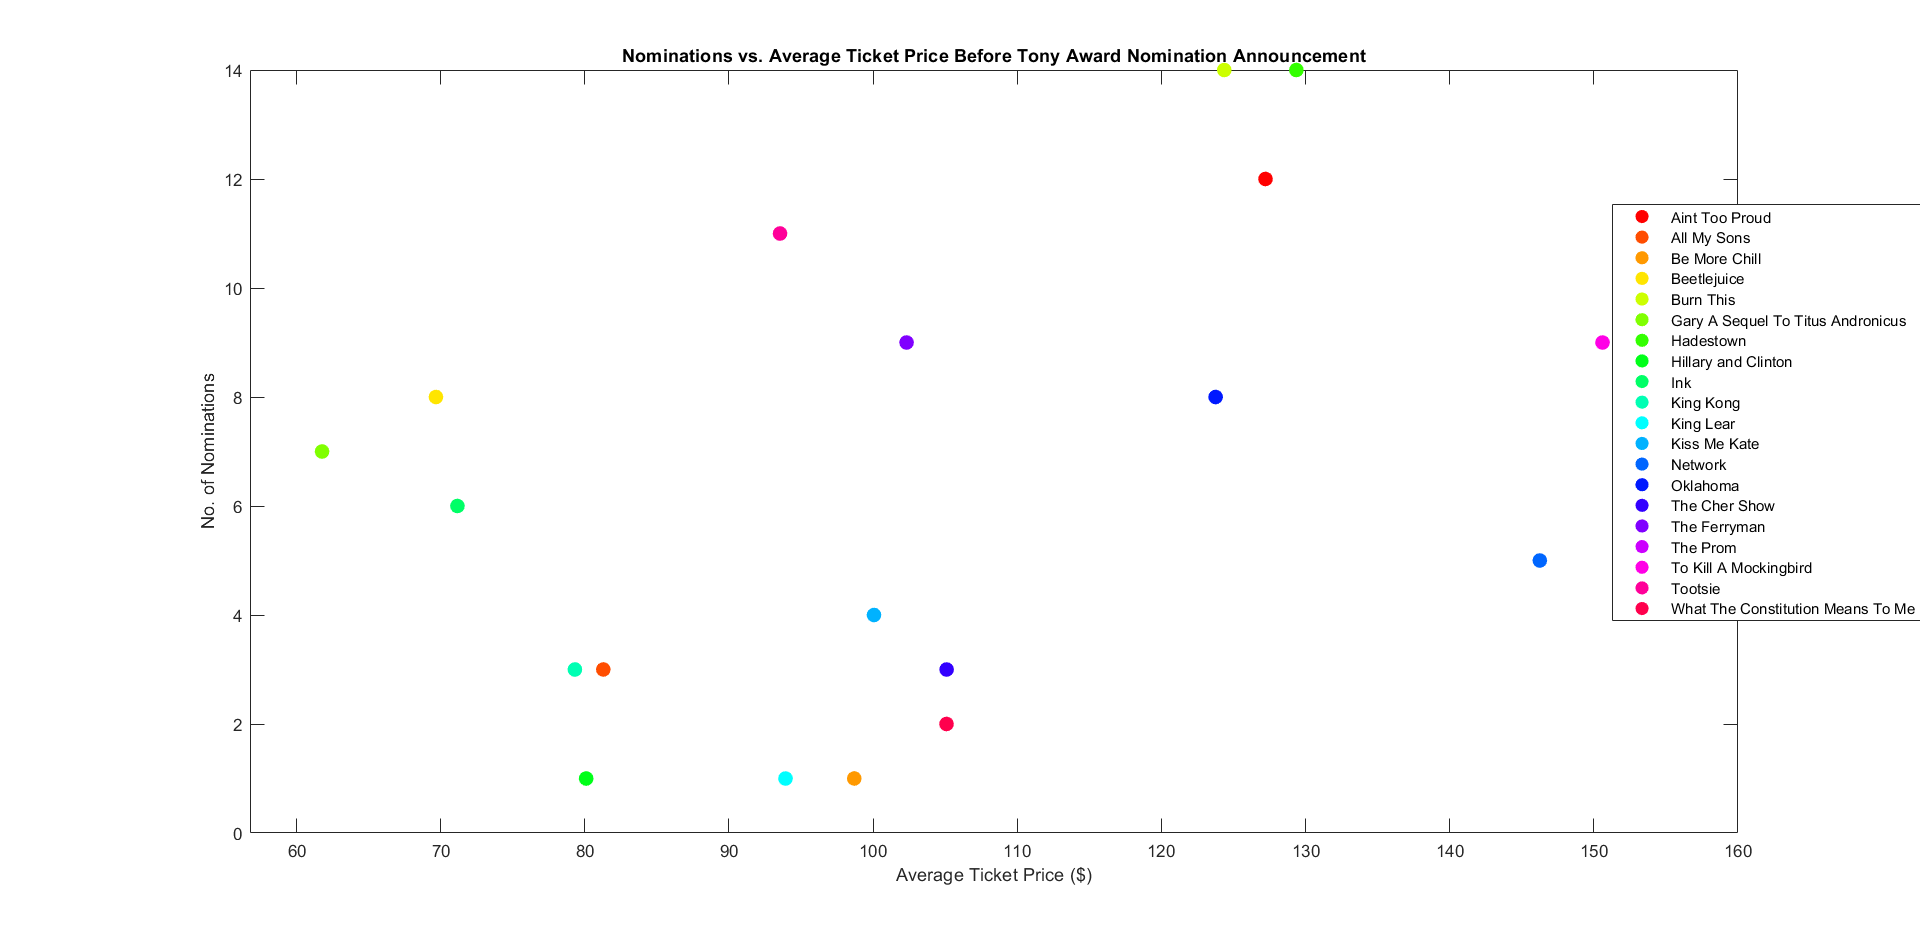 Nominations vs. Average Ticket Price Before Tony Award Nomination Announcement
14
12
10
8
6
4
2
0
No. of Nominations
60 70 80 90 100 110 120 130 140 150 160
Average Ticket Price ($)
Aint Too Proud
All My Sons
Be More Chill
Beetlejuice
Burn This
Gary A Sequel To Titus Andronicus
Hadestown
Hillary and Clinton
Ink
King Kong
King Lear
Kiss Me Kate
Network
Oklahoma
The Cher Show
The Ferryman
The Prom
To Kill A Mockingbird
Tootsie
What The Constitution Means To Me